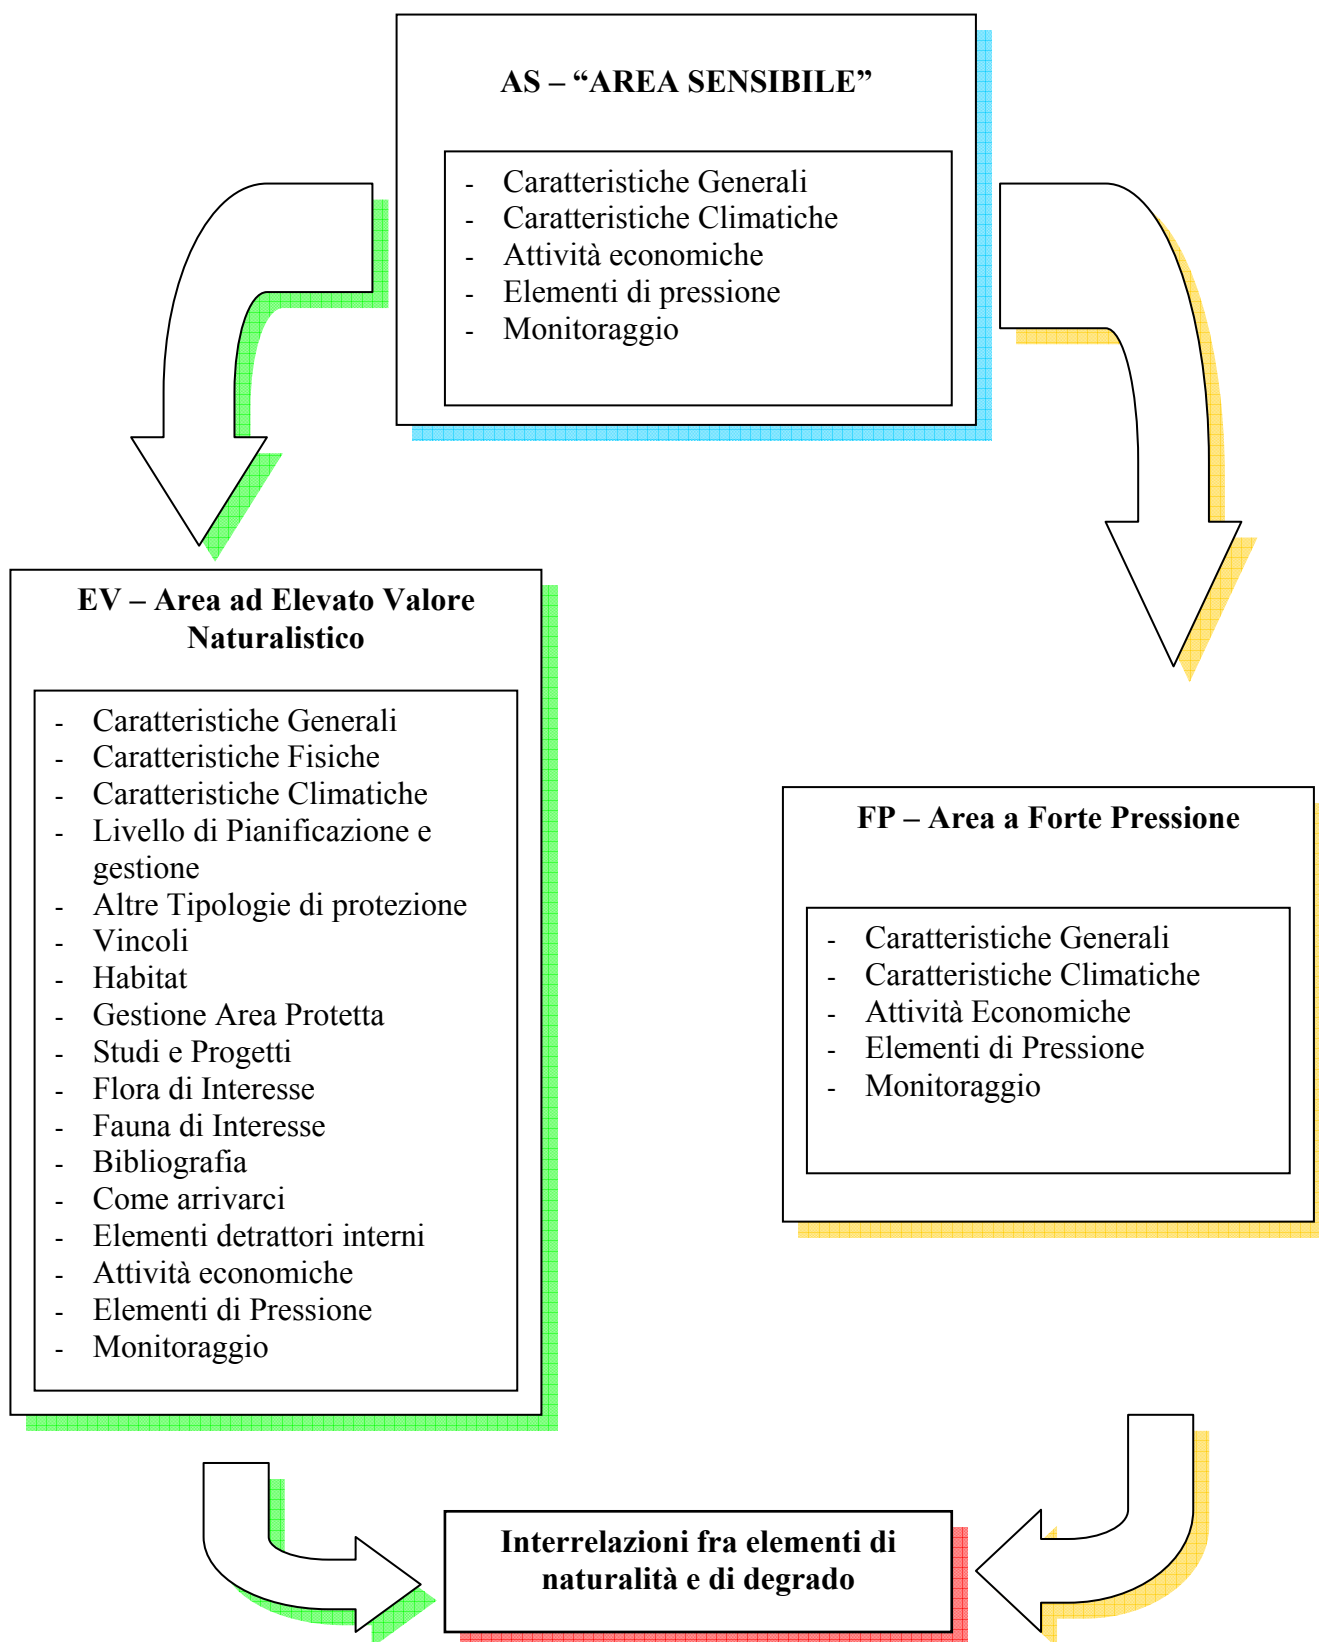 AS – “AREA SENSIBILE”
- Caratteristiche Generali
- Caratteristiche Climatiche
- Attività economiche
- Elementi di pressione
- Monitoraggio
EV – Area ad Elevato Valore
Naturalistico
- Caratteristiche Generali
- Caratteristiche Fisiche
- Caratteristiche Climatiche
- Livello di Pianificazione e
gestione
- Altre Tipologie di protezione
- Vincoli
- Habitat
- Gestione Area Protetta
- Studi e Progetti
- Flora di Interesse
- Fauna di Interesse
- Bibliografia
- Come arrivarci
- Elementi detrattori interni
- Attività economiche
- Elementi di Pressione
- Monitoraggio
FP – Area a Forte Pressione
- Caratteristiche Generali
- Caratteristiche Climatiche
- Attività Economiche
- Elementi di Pressione
- Monitoraggio
Interrelazioni fra elementi di
naturalità e di degrado